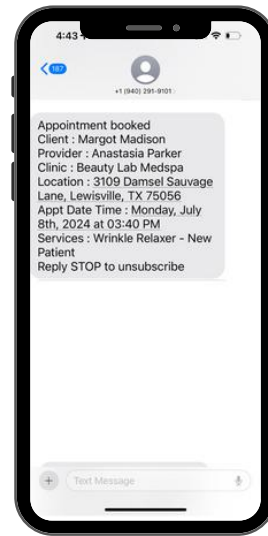 4:43
187
+1 (940) 291-9101
Appointment booked
Client : Margot Madison
Provider : Anastasia Parker
Clinic : Beauty Lab Medspa
Location : 3109 Damsel Sauvage
Lane, Lewisville, TX 75056
Appt Date Time : Monday, July
8th, 2024 at 03:40 PM
Services : Wrinkle Relaxer - New
Patient
Reply STOP to unsubscribe
Text Message